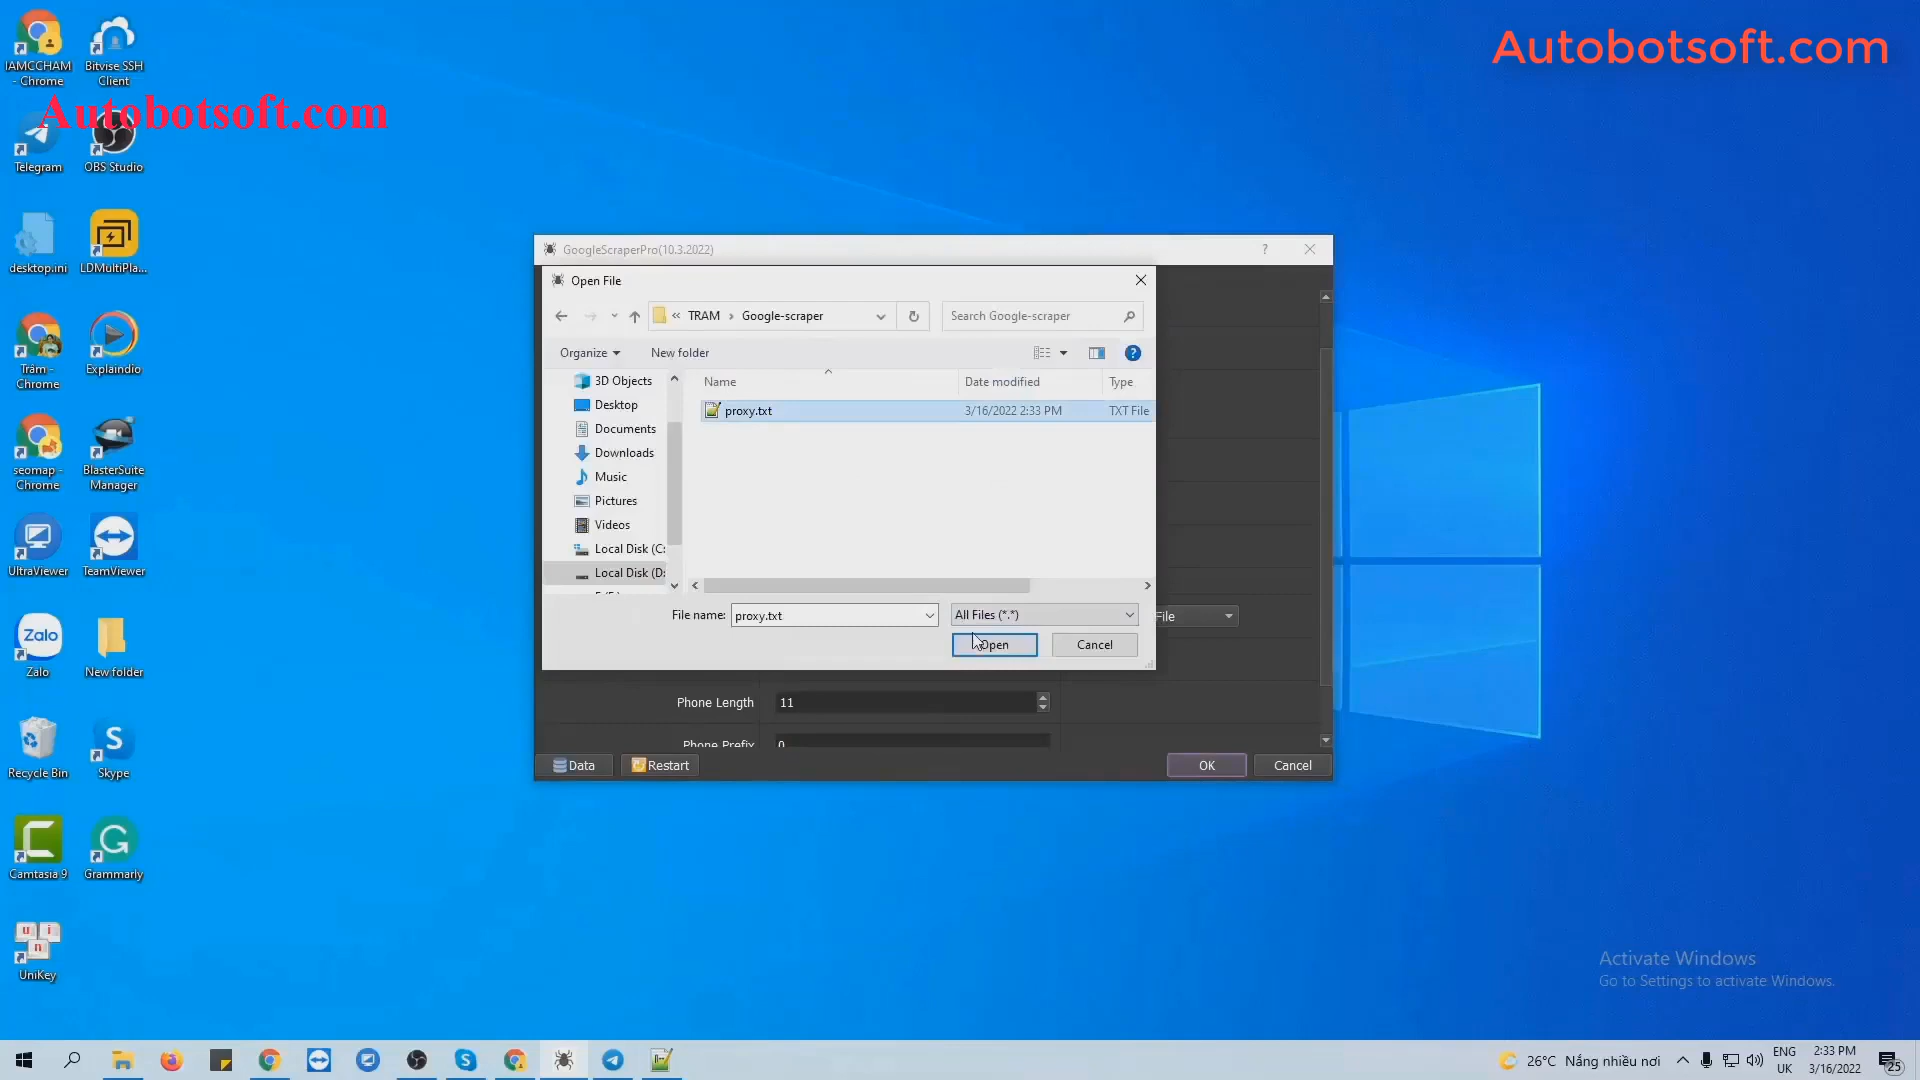 IAMCCHAM
- Chrome
Bitvise SSH
Client
Autobotsoft.com
Autobotsoft.com
Telegram
OBS Studio
desktop.ini
LDMultiPla...
Trâm -
Chrome
Explaindio
seomap -
Chrome
BlasterSuite
Manager
UltraViewer
TeamViewer
Zalo
Zalo
New folder
Recycle Bin
Skype
Camtasia 9
Grammarly
UniKey
GoogleScraperPro(10.3.2022)
?
Open File
« TRAM › Google-scraper
Search Google-scraper
Organize
New folder
Name
Date modified
Type
3D Objects
Desktop
Documents
Downloads
Music
Pictures
Videos
Local Disk (C:
Local Disk (D:
proxy.txt
3/16/2022 2:33 PM
TXT File
File name:
proxy.txt
All Files (*.*)
Open
Cancel
File
Phone Length
11
Phone Prefix
0
Data
Restart
OK
Cancel
Activate Windows
Go to Settings to activate Windows.
26°C Nắng nhiều nơi
ENG
UK
2:33 PM
3/16/2022
25